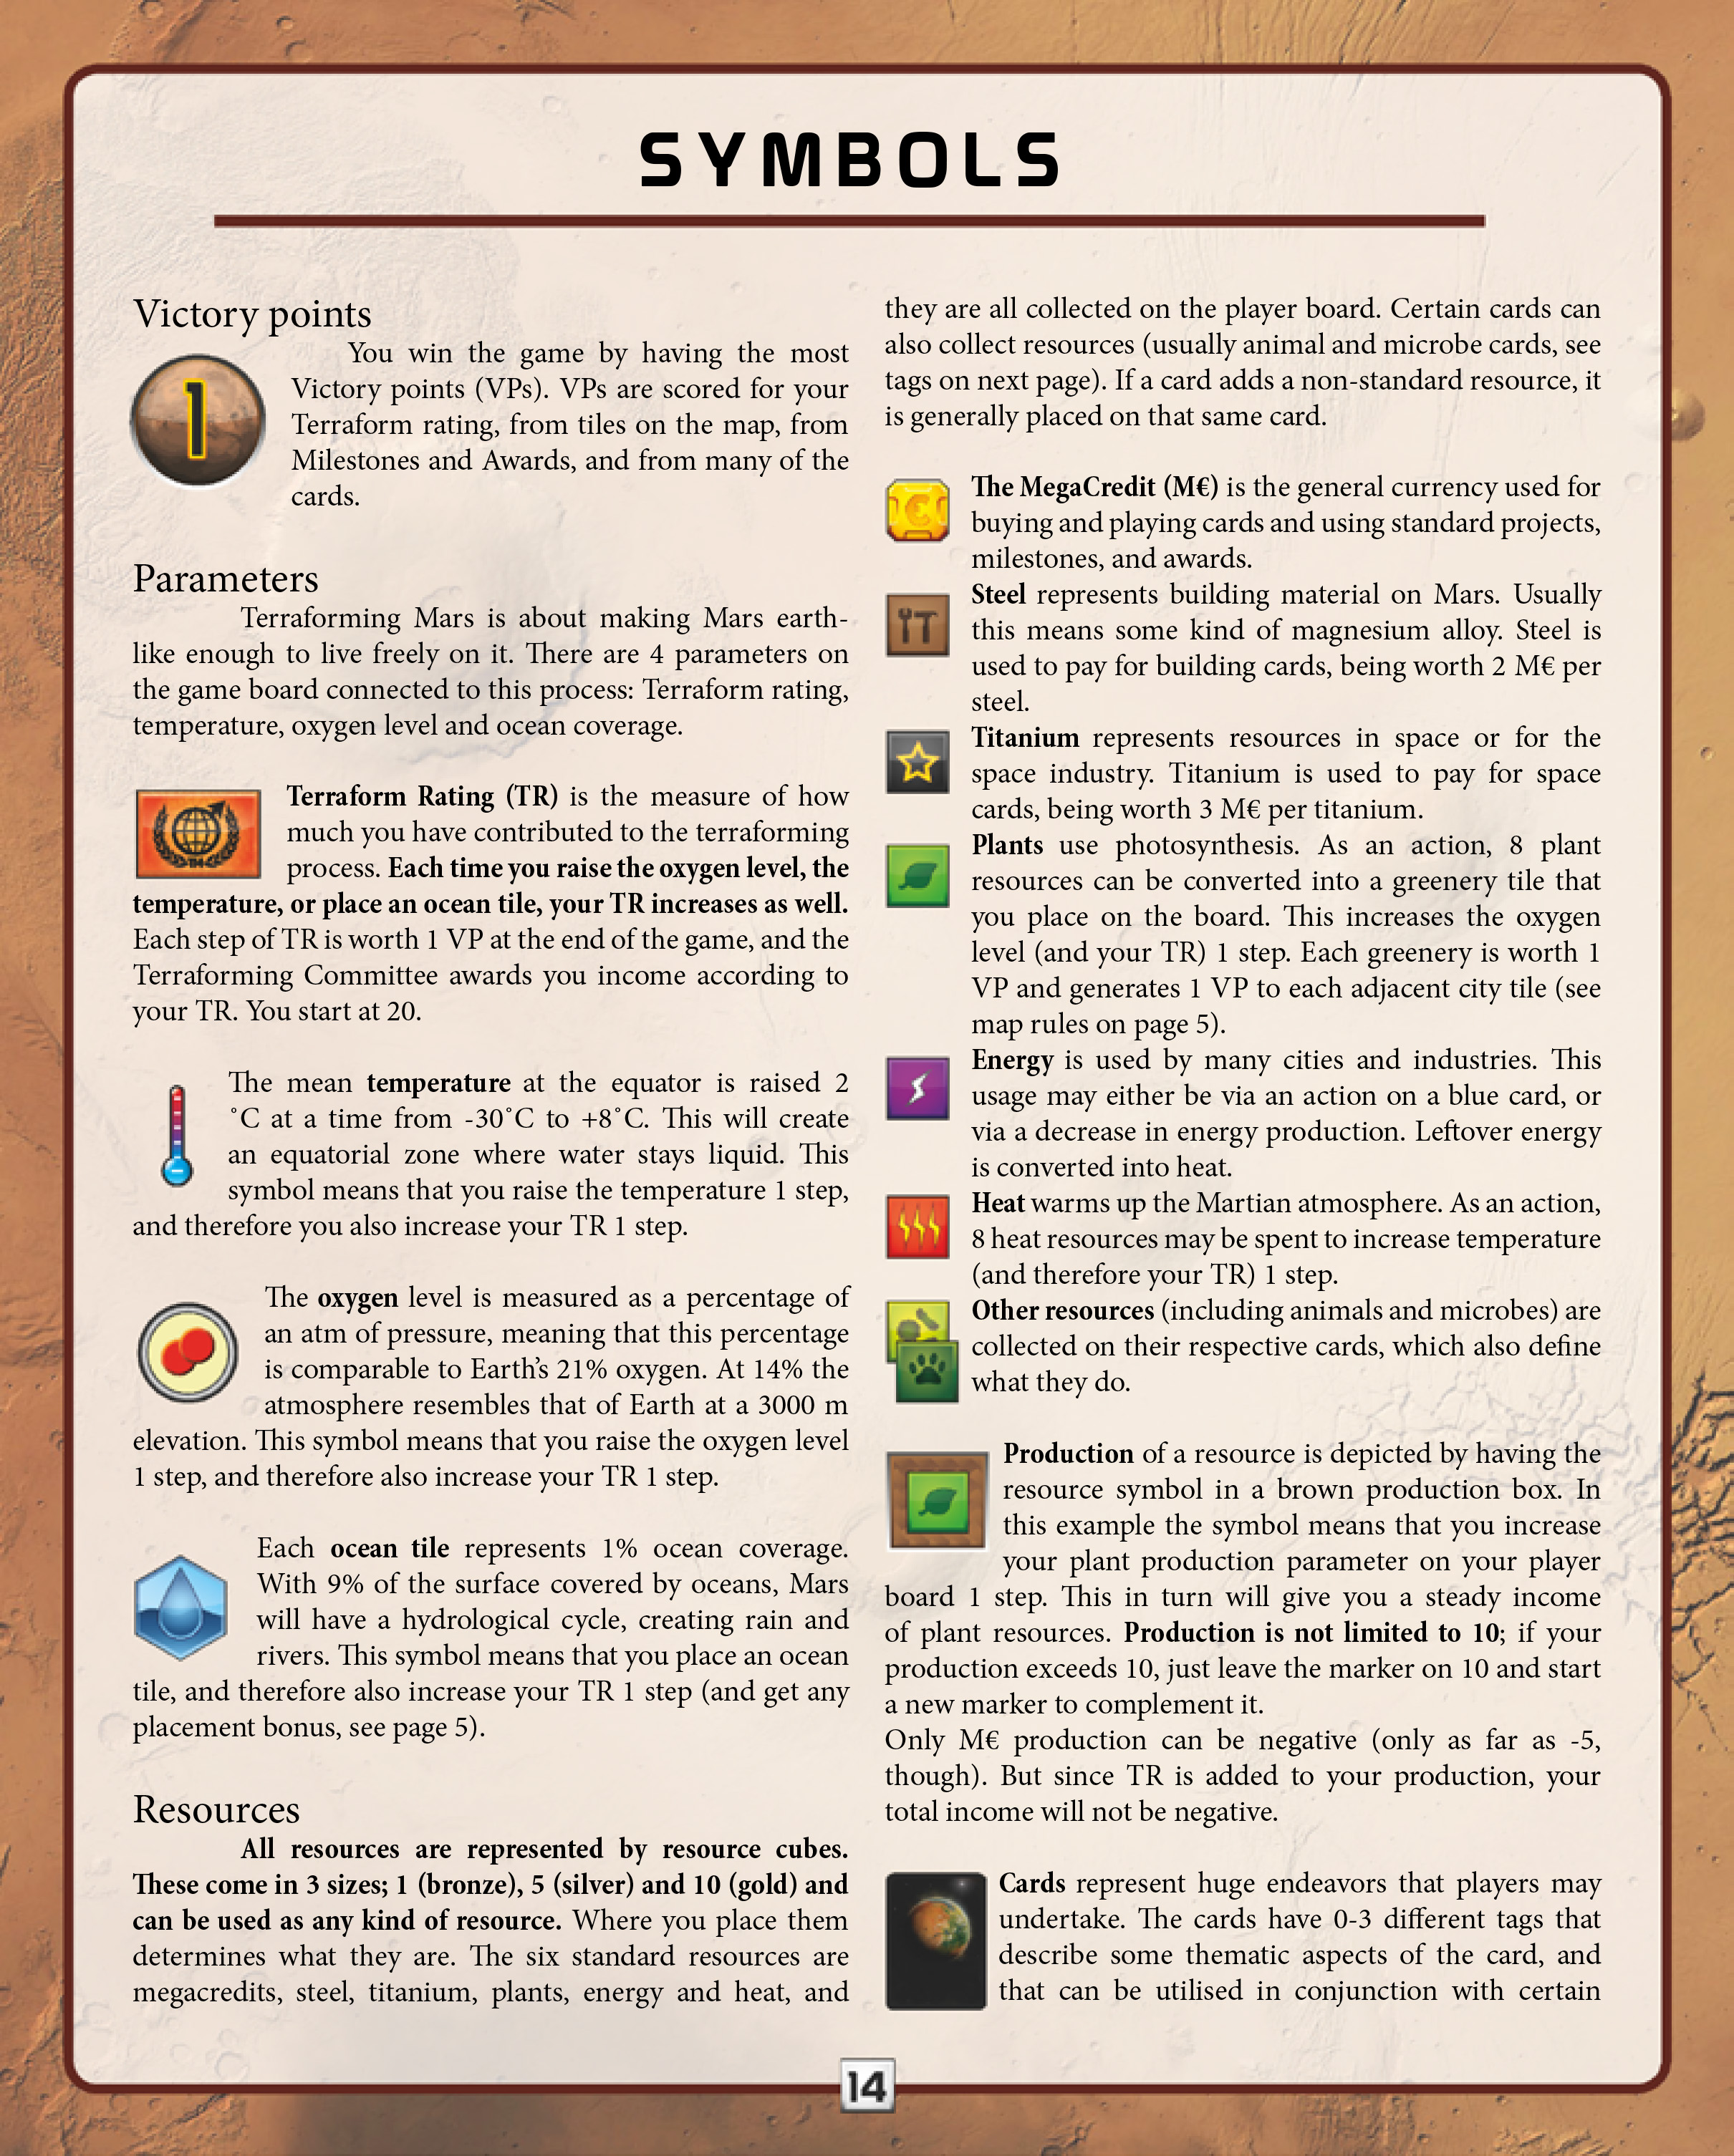 SYMBOLS
Victory points
1
You win the game by having the most
Victory points (VPs). VPs are scored for your
Terraform rating, from tiles on the map, from
Milestones and Awards, and from many of the
cards.
Parameters
Terraforming Mars is about making Mars earth-
like enough to live freely on it. There are 4 parameters on
the game board connected to this process: Terraform rating,
temperature, oxygen level and ocean coverage.
Terraform Rating (TR) is the measure of how
much you have contributed to the terraforming
process. Each time you raise the oxygen level, the
temperature, or place an ocean tile, your TR increases as well.
Each step of TR is worth 1 VP at the end of the game, and the
Terraforming Committee awards you income according to
your TR. You start at 20.
The mean temperature at the equator is raised 2
˚C at a time from -30˚C to +8˚C. This will create
an equatorial zone where water stays liquid. This
symbol means that you raise the temperature 1 step,
and therefore you also increase your TR 1 step.
The oxygen level is measured as a percentage of
an atm of pressure, meaning that this percentage
is comparable to Earth’s 21% oxygen. At 14% the
atmosphere resembles that of Earth at a 3000 m
elevation. This symbol means that you raise the oxygen level
1 step, and therefore also increase your TR 1 step.
Each ocean tile represents 1% ocean coverage.
With 9% of the surface covered by oceans, Mars
will have a hydrological cycle, creating rain and
rivers. This symbol means that you place an ocean
tile, and therefore also increase your TR 1 step (and get any
placement bonus, see page 5).
Resources
All resources are represented by resource cubes.
These come in 3 sizes; 1 (bronze), 5 (silver) and 10 (gold) and
can be used as any kind of resource. Where you place them
determines what they are. The six standard resources are
megacredits, steel, titanium, plants, energy and heat, and
they are all collected on the player board. Certain cards can
also collect resources (usually animal and microbe cards, see
tags on next page). If a card adds a non-standard resource, it
is generally placed on that same card.
The MegaCredit (M€) is the general currency used for
buying and playing cards and using standard projects,
milestones, and awards.
Steel represents building material on Mars. Usually
this means some kind of magnesium alloy. Steel is
used to pay for building cards, being worth 2 M€ per
steel.
Titanium represents resources in space or for the
space industry. Titanium is used to pay for space
cards, being worth 3 M€ per titanium.
Plants use photosynthesis. As an action, 8 plant
resources can be converted into a greenery tile that
you place on the board. This increases the oxygen
level (and your TR) 1 step. Each greenery is worth 1
VP and generates 1 VP to each adjacent city tile (see
map rules on page 5).
Energy is used by many cities and industries. This
usage may either be via an action on a blue card, or
via a decrease in energy production. Leftover energy
is converted into heat.
Heat warms up the Martian atmosphere. As an action,
8 heat resources may be spent to increase temperature
(and therefore your TR) 1 step.
Other resources (including animals and microbes) are
collected on their respective cards, which also define
what they do.
Production of a resource is depicted by having the
resource symbol in a brown production box. In
this example the symbol means that you increase
your plant production parameter on your player
board 1 step. This in turn will give you a steady income
of plant resources. Production is not limited to 10; if your
production exceeds 10, just leave the marker on 10 and start
a new marker to complement it.
Only M€ production can be negative (only as far as -5,
though). But since TR is added to your production, your
total income will not be negative.
Cards represent huge endeavors that players may
undertake. The cards have 0-3 different tags that
describe some thematic aspects of the card, and
that can be utilised in conjunction with certain
14